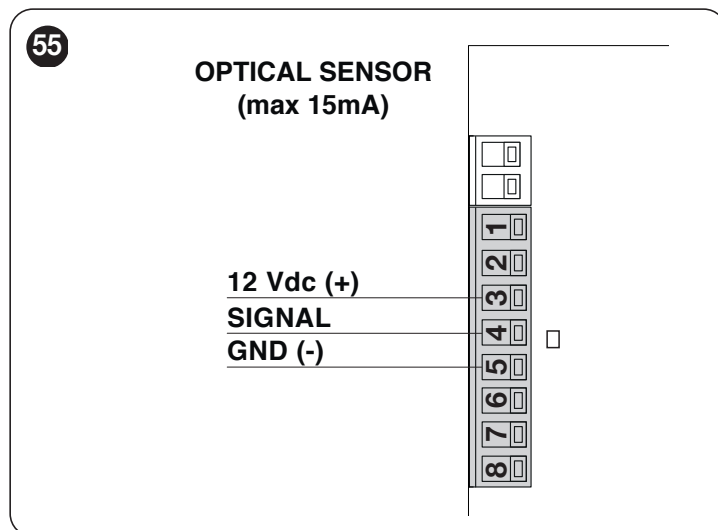 55
OPTICAL SENSOR
(max 15mA)
1
2
12 Vdc (+)
3
SIGNAL
4
GND (-)
5
6
7
8